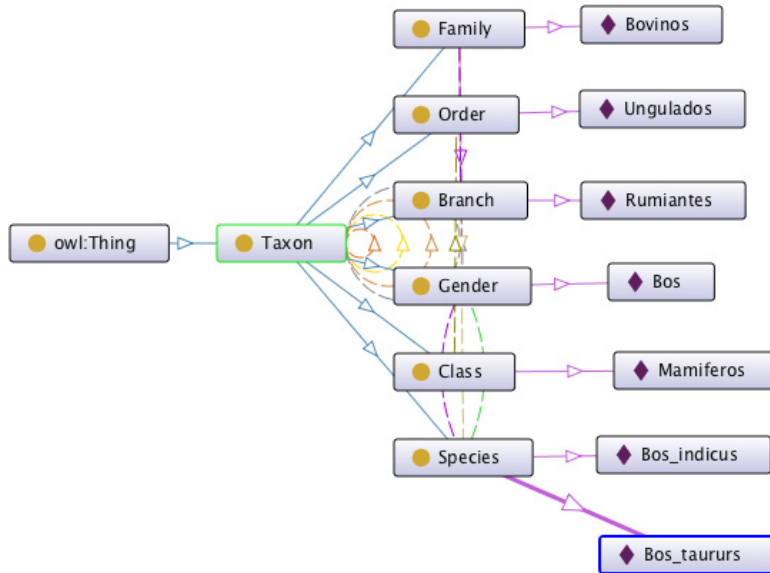 Family
Bovinos
Order
Ungulados
Branch
Rumiantes
owl:Thing
Taxon
Gender
Bos
Class
Mamiferos
Species
Bos_indicus
Bos_taururs